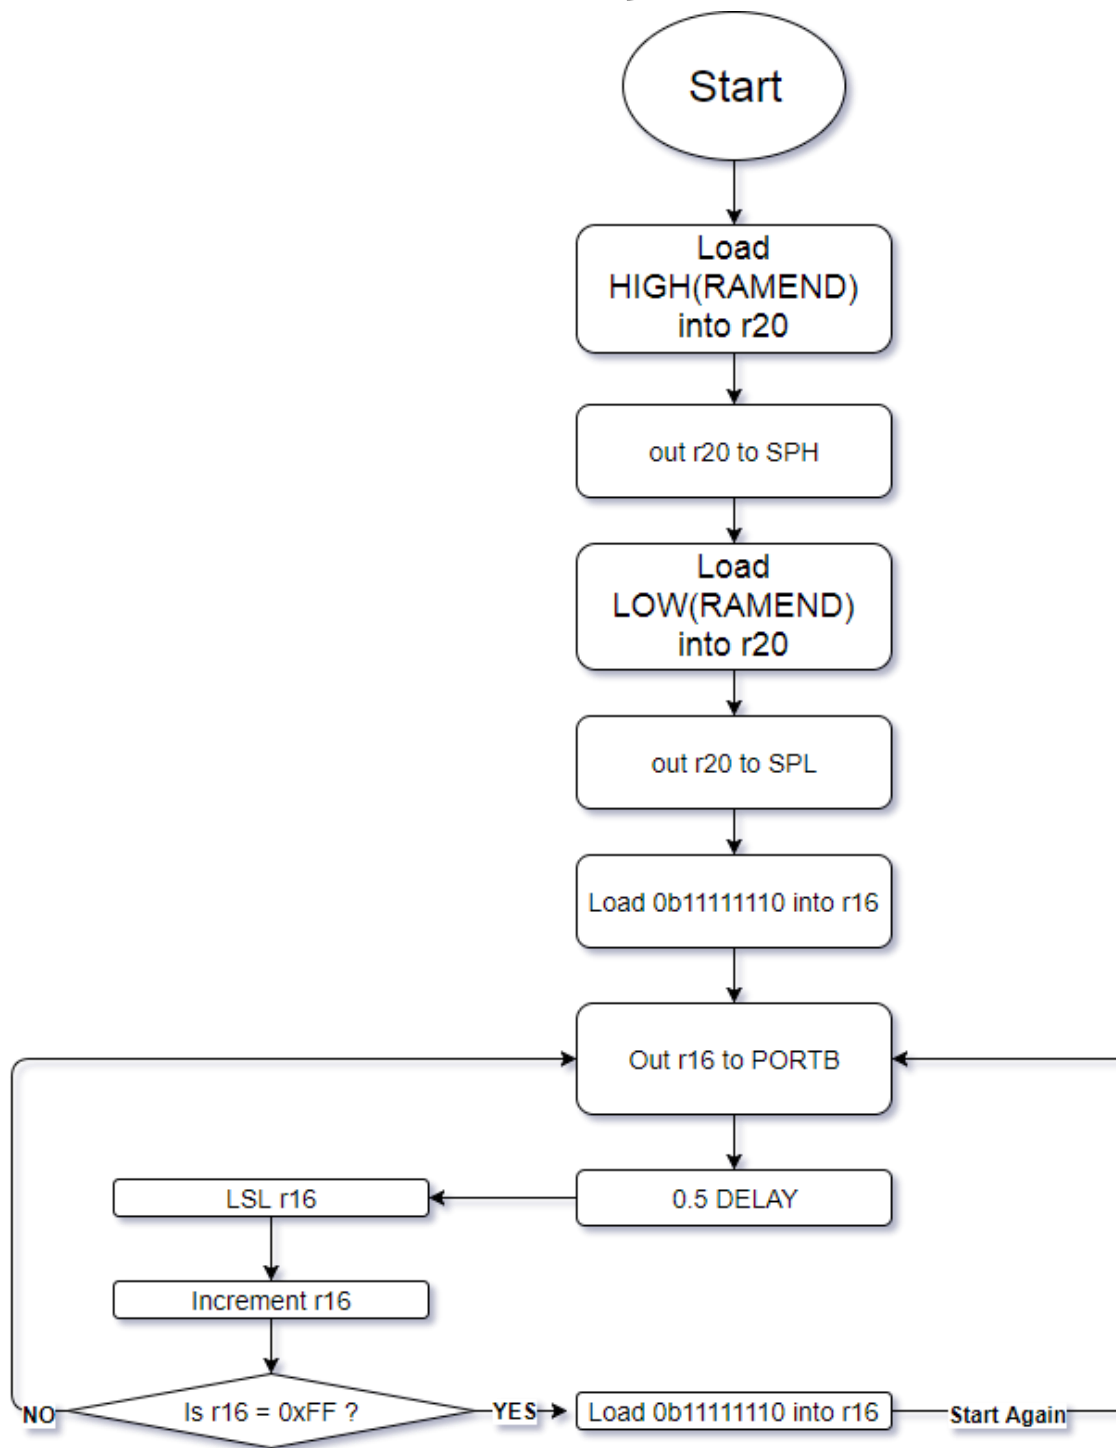 Start
Load
HIGH(RAMEND)
into r20
out r20 to SPH
Load
LOW(RAMEND)
into r20
out r20 to SPL
Load 0b11111110 into r16
Out r16 to PORTB
0.5 DELAY
LSL r16
Increment r16
Is r16 = 0xFF ?
NO
YES
Load 0b11111110 into r16
Start Again